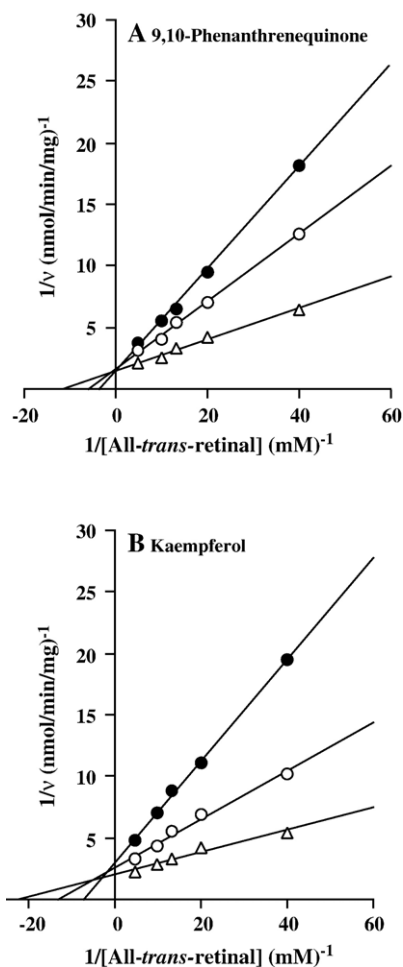 30
A 9,10-Phenanthrenequinone
25
20
15
10
5
1/ν (nmol/min/mg)-1
-20 0 20 40 60
1/[All-trans-retinal] (mM)-1
30
B Kaempferol
25
20
15
10
5
1/ν (nmol/min/mg)-1
-20 0 20 40 60
1/[All-trans-retinal] (mM)-1